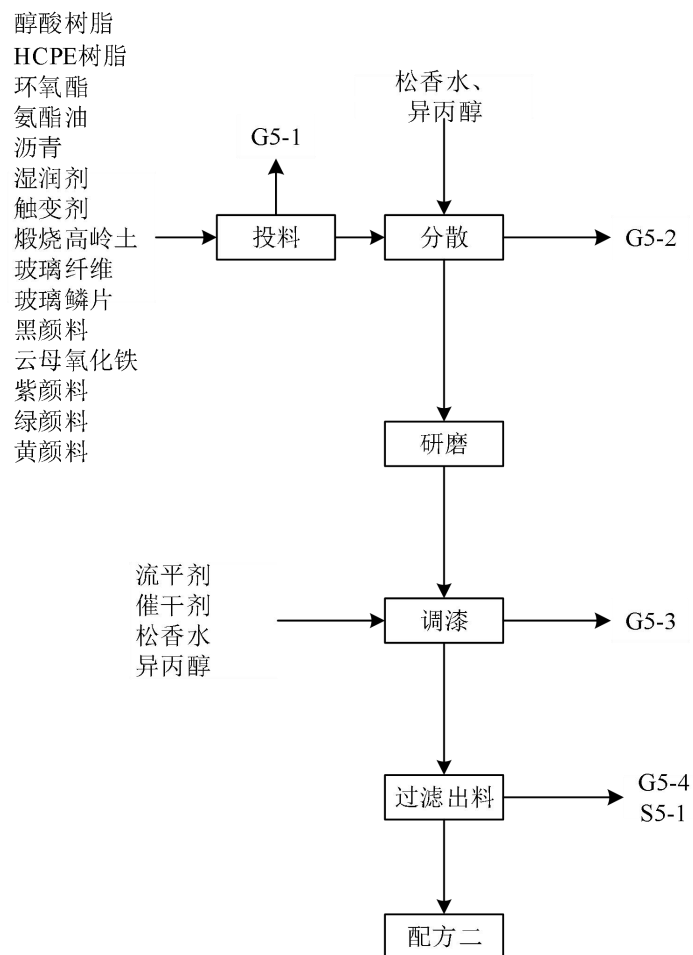 醇酸树脂
HCPE树脂
环氧酯
氨酯油
沥青
湿润剂
触变剂
煅烧高岭土
玻璃纤维
玻璃鳞片
黑颜料
云母氧化铁
紫颜料
绿颜料
黄颜料
松香水、
异丙醇
G5-1
投料
分散
G5-2
研磨
流平剂
催干剂
松香水
异丙醇
调漆
G5-3
过滤出料
G5-4
S5-1
配方二